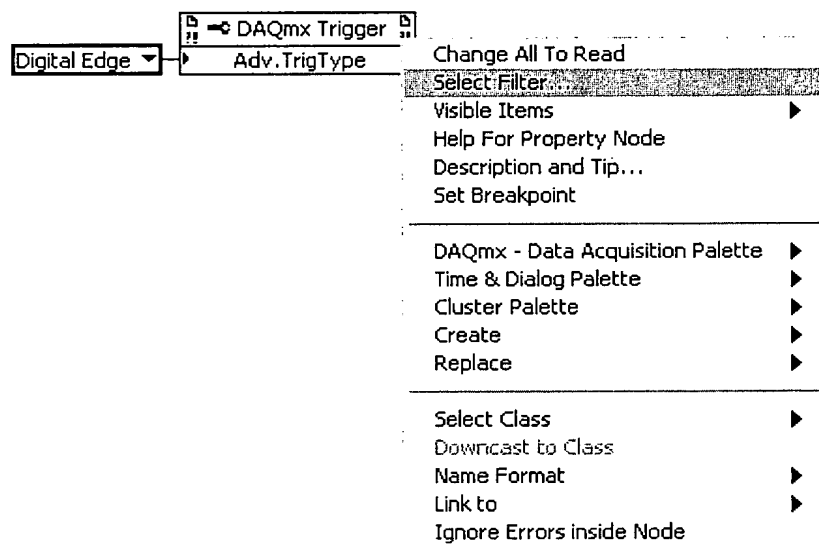 DAQmx Trigger
Digital Edge
Adv.TrigType
Change All To Read
Select Filter...
Visible Items
Help For Property Node
Description and Tip...
Set Breakpoint
DAQmx - Data Acquisition Palette
Time & Dialog Palette
Cluster Palette
Create
Replace
Select Class
Downcast to Class
Name Format
Link to
Ignore Errors inside Node